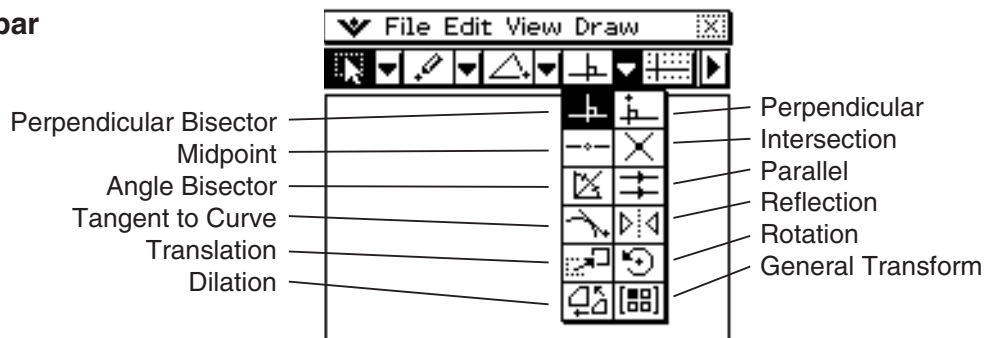 bar
File Edit View Draw
Perpendicular Bisector
Midpoint
Angle Bisector
Tangent to Curve
Translation
Dilation
Perpendicular
Intersection
Parallel
Reflection
Rotation
General Transform